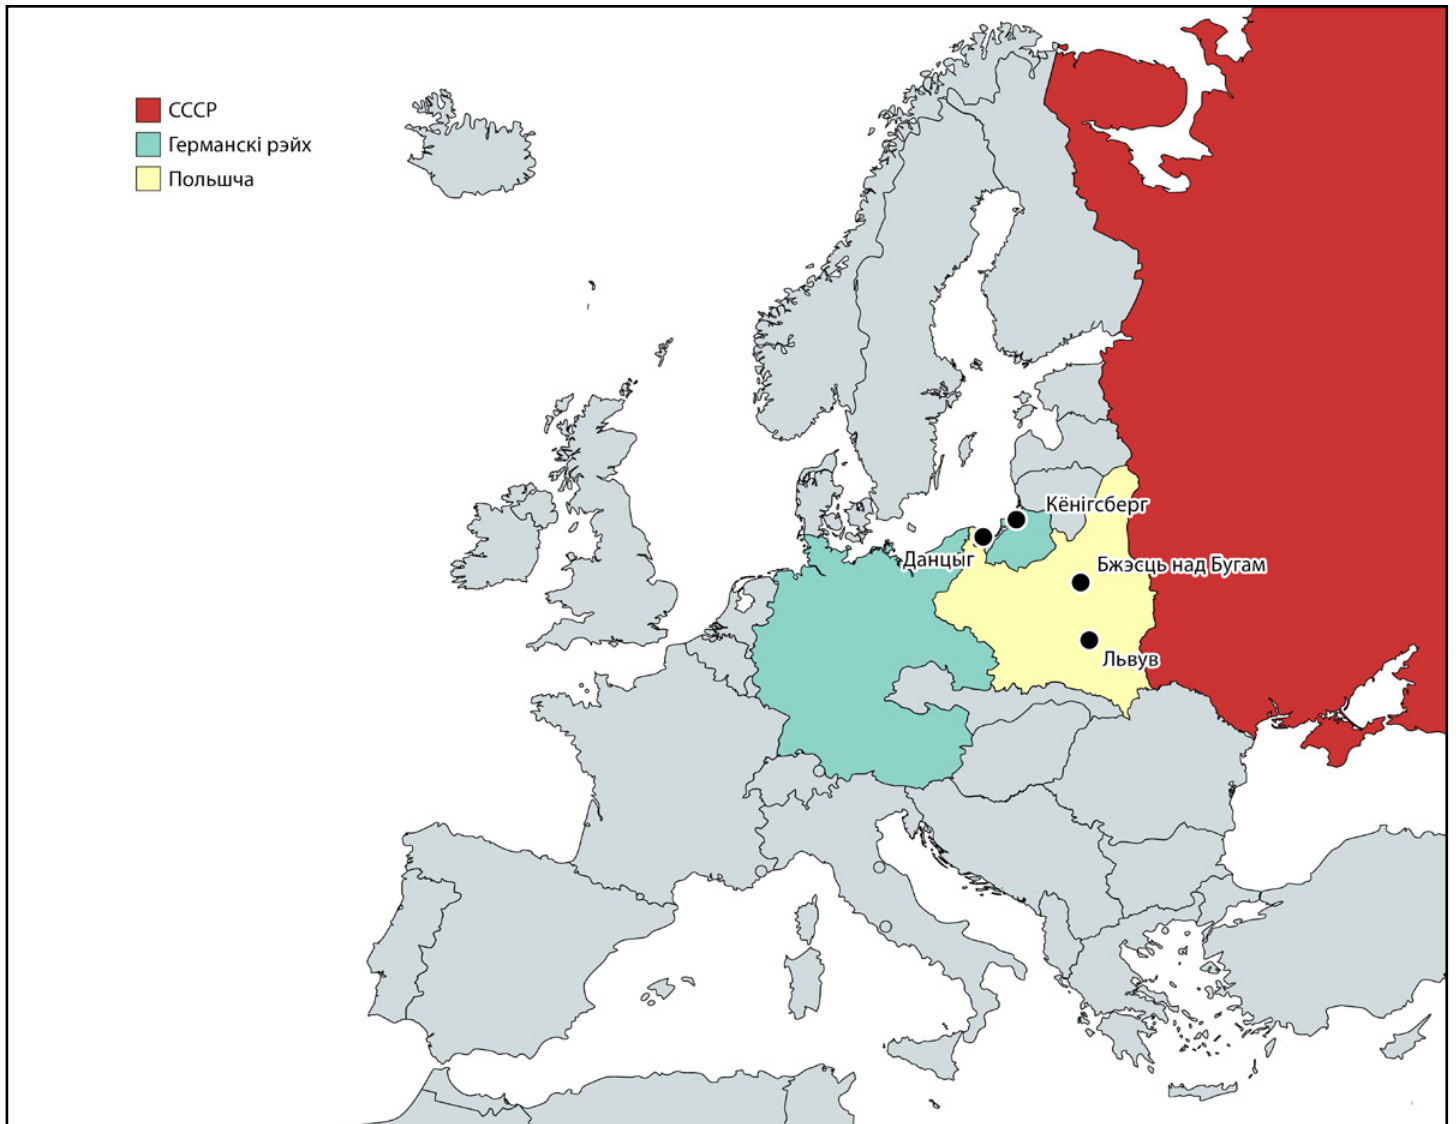 СССР
Германскі рэйх
Польшча
Кёнігсберг
Данцыг
Бжэсць над Бугам
Львув